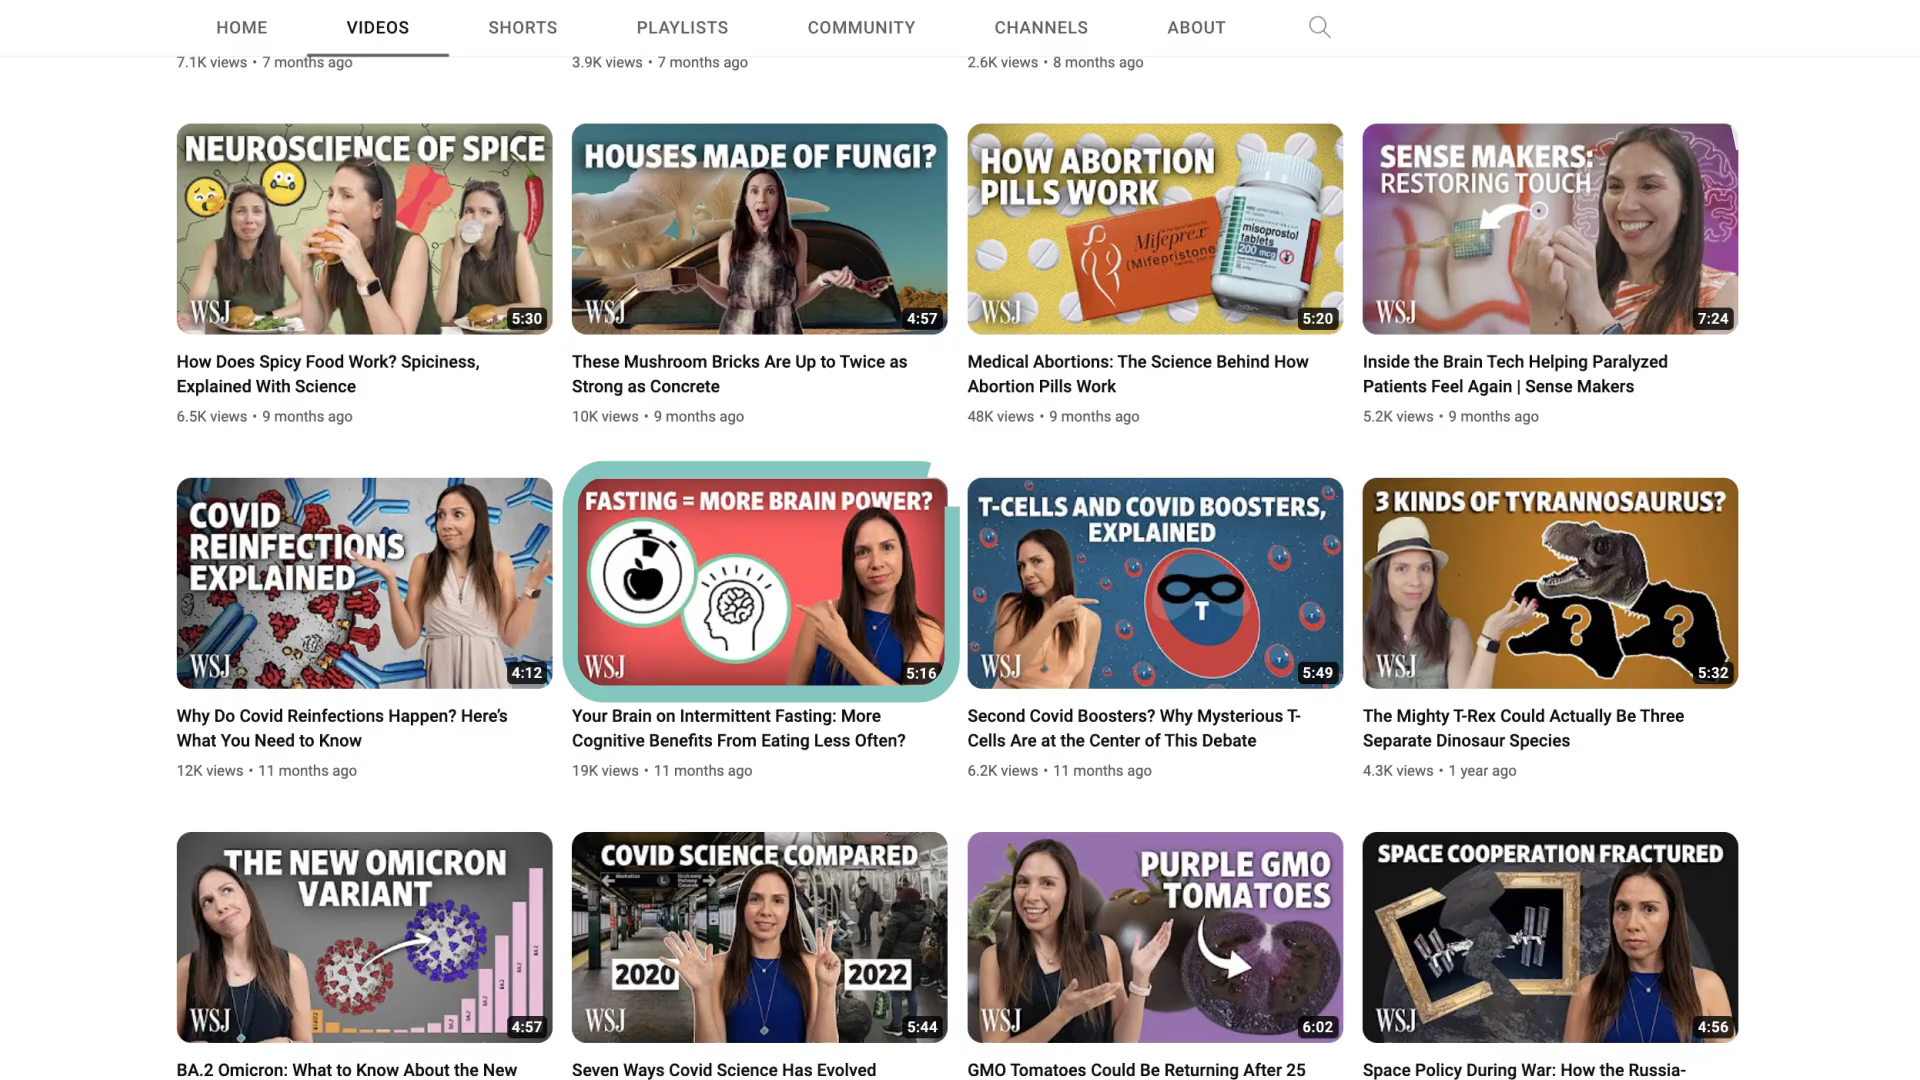 HOME
VIDEOS
SHORTS
PLAYLISTS
COMMUNITY
CHANNELS
ABOUT
7.1K views • 7 months ago
3.9K views • 7 months ago
2.6K views • 8 months ago
NEUROSCIENCE OF SPICE
WSJ
5:30
How Does Spicy Food Work? Spiciness,
Explained With Science
6.5K views • 9 months ago
HOUSES MADE OF FUNGI?
WSJ
4:57
These Mushroom Bricks Are Up to Twice as
Strong as Concrete
10K views • 9 months ago
HOW ABORTION
PILLS WORK
Mifeprex
(Mifepristone
misoprostol
tablets
200 mcg
WSJ
5:20
Medical Abortions: The Science Behind How
Abortion Pills Work
48K views • 9 months ago
SENSE MAKERS:
RESTORING TOUCH
WSJ
7:24
Inside the Brain Tech Helping Paralyzed
Patients Feel Again | Sense Makers
5.2K views • 9 months ago
COVID
REINFECTIONS
EXPLAINED
WSJ
4:12
Why Do Covid Reinfections Happen? Here’s
What You Need to Know
12K views • 11 months ago
FASTING = MORE BRAIN POWER?
WSJ
5:16
Your Brain on Intermittent Fasting: More
Cognitive Benefits From Eating Less Often?
19K views • 11 months ago
T-CELLS AND COVID BOOSTERS,
EXPLAINED
T
WSJ
5:49
Second Covid Boosters? Why Mysterious T-
Cells Are at the Center of This Debate
6.2K views • 11 months ago
3 KINDS OF TYRANNOSAURUS?
? ?
WSJ
5:32
The Mighty T-Rex Could Actually Be Three
Separate Dinosaur Species
4.3K views • 1 year ago
THE NEW OMICRON
VARIANT
WSJ
4:57
BA.2 Omicron: What to Know About the New
COVID SCIENCE COMPARED
2020
2022
WSJ
5:44
Seven Ways Covid Science Has Evolved
PURPLE GMO
TOMATOES
WSJ
6:02
GMO Tomatoes Could Be Returning After 25
SPACE COOPERATION FRACTURED
WSJ
4:56
Space Policy During War: How the Russia-